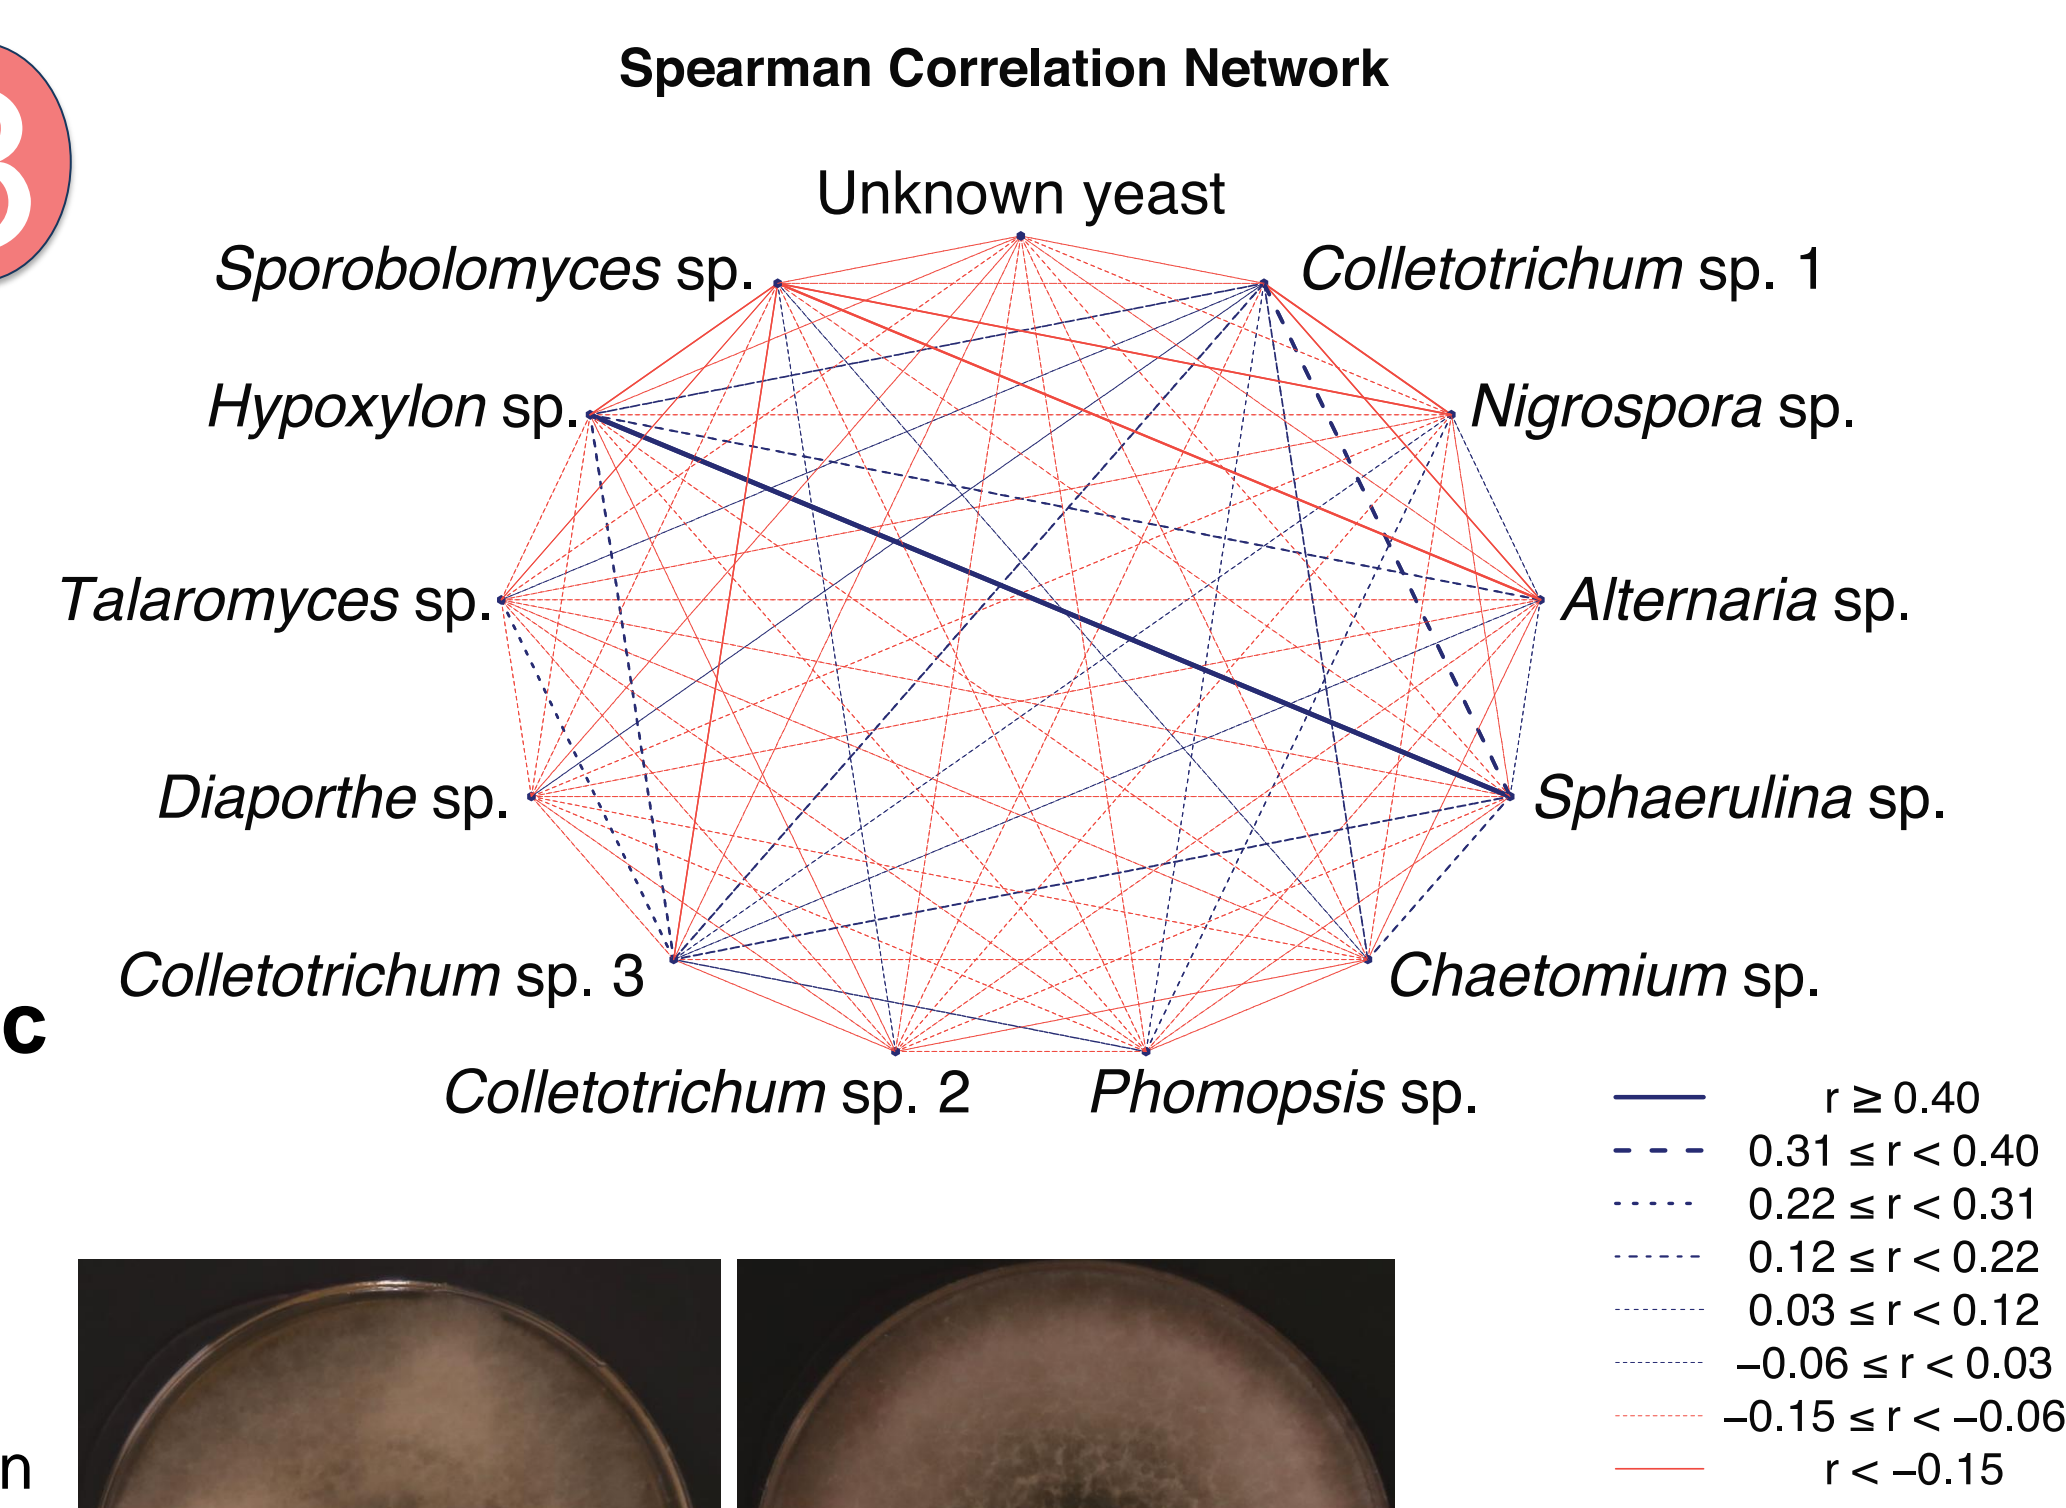 B
Spearman Correlation Network
Unknown yeast
Sporobolomyces sp.
Colletotrichum sp. 1
Hypoxylon sp.
Nigrospora sp.
Talaromyces sp.
Alternaria sp.
Diaporthe sp.
Sphaerulina sp.
Colletotrichum sp. 3
Chaetomium sp.
c
Colletotrichum sp. 2
Phomopsis sp.
r ≥ 0.40
0.31 ≤ r < 0.40
0.22 ≤ r < 0.31
0.12 ≤ r < 0.22
0.03 ≤ r < 0.12
−0.06 ≤ r < 0.03
−0.15 ≤ r < −0.06
r < −0.15
n